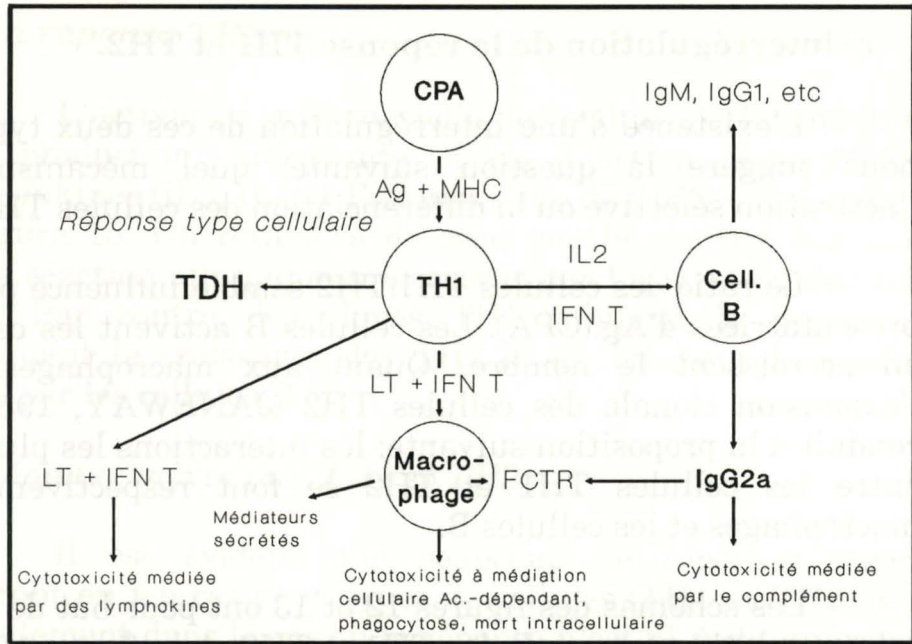 CPA
IgM, IgG1, etc
Ag + MHC
Réponse type cellulaire
TDH
TH1
IL2
IFN T
Cell.
B
LT + IFN T
LT + IFN T
Macro-
phage
FCTR
IgG2a
Médiateurs
sécrétés
Cytotoxicité médiée
par des lymphokines
Cytotoxicité à médiation
cellulaire Ac.-dépendant,
phagocytose, mort intracellulaire
Cytotoxicité médiée
par le complément